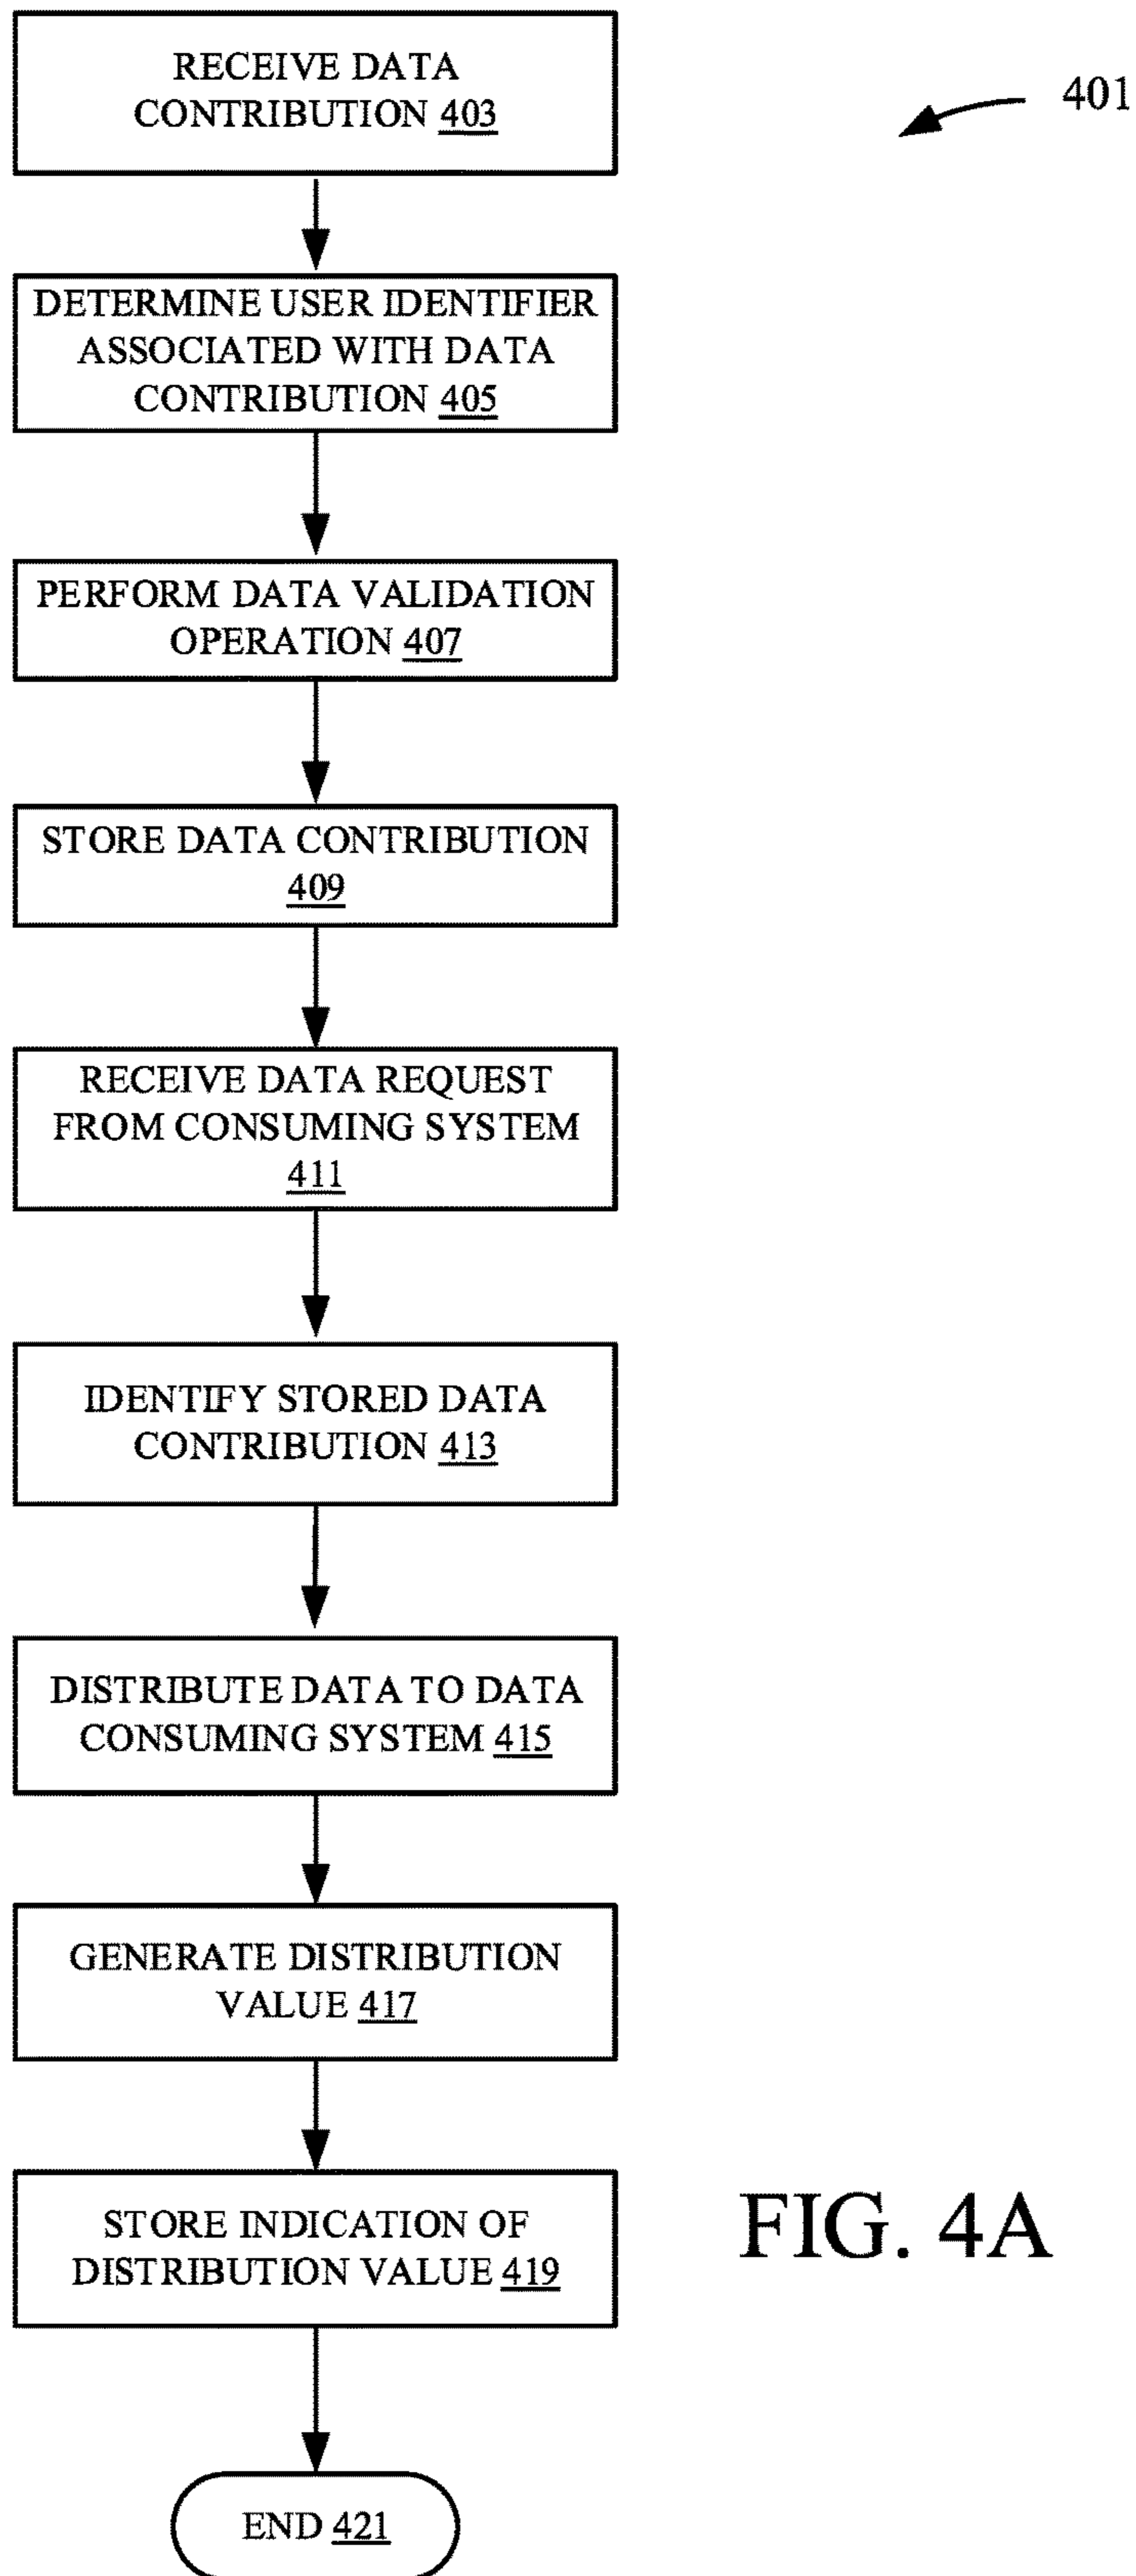 RECEIVE DATA
CONTRIBUTION 403
401
DETERMINE USER IDENTIFIER
ASSOCIATED WITH DATA
CONTRIBUTION 405
PERFORM DATA VALIDATION
OPERATION 407
STORE DATA CONTRIBUTION
409
RECEIVE DATA REQUEST
FROM CONSUMING SYSTEM
411
IDENTIFY STORED DATA
CONTRIBUTION 413
DISTRIBUTE DATA TO DATA
CONSUMING SYSTEM 415
GENERATE DISTRIBUTION
VALUE 417
STORE INDICATION OF
DISTRIBUTION VALUE 419
FIG. 4A
END 421